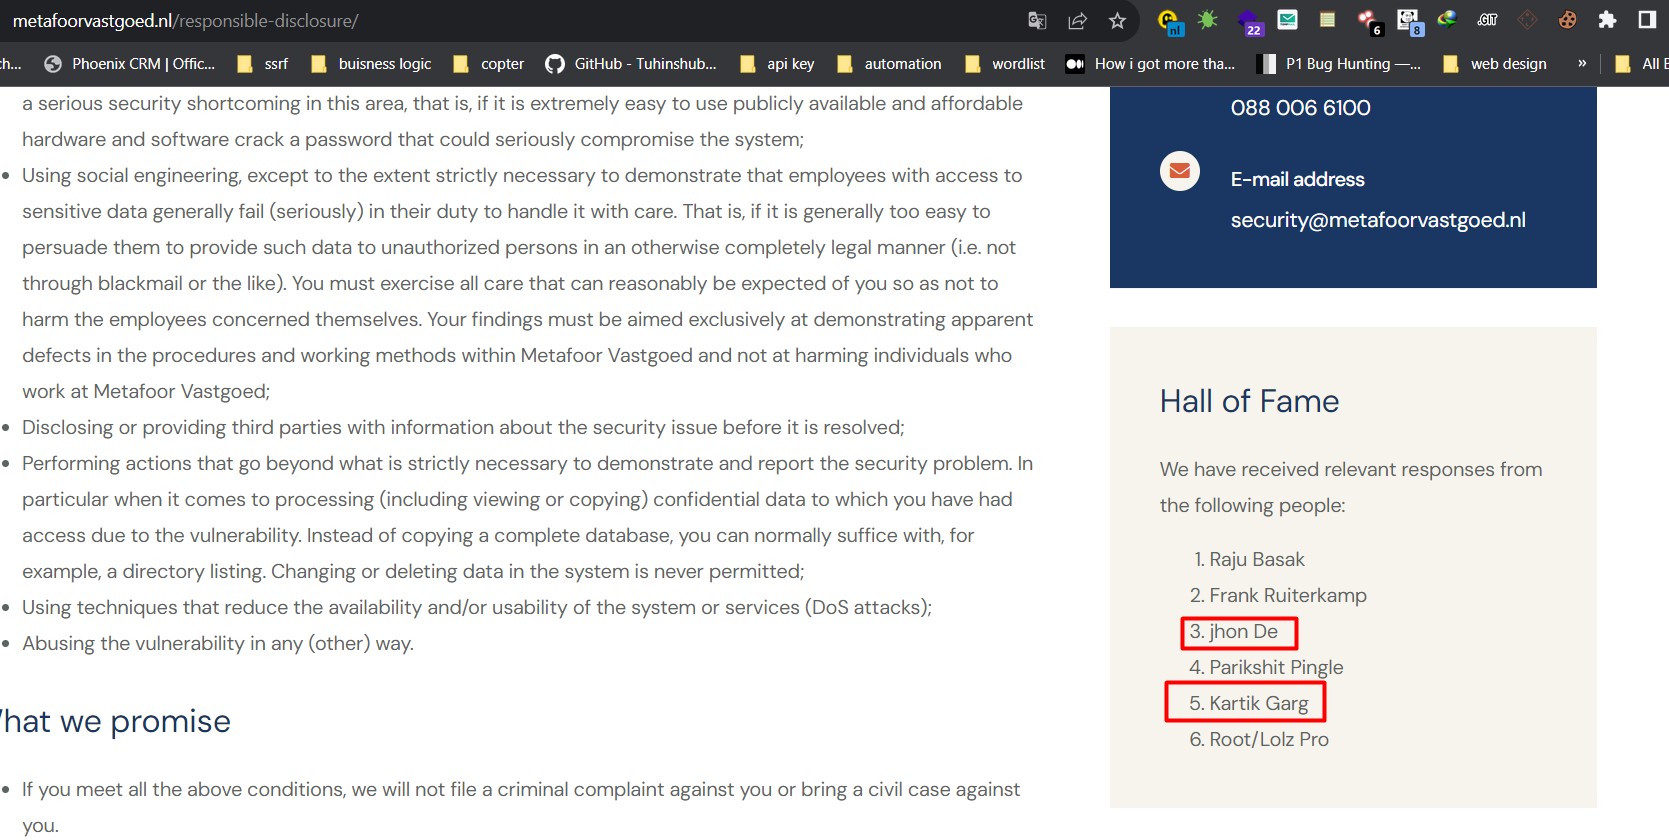 metafoorvastgoed.nl/responsible-disclosure/
nl
22
6
8
.GIT
ch...
Phoenix CRM | Offic...
ssrf
buisness logic
copter
GitHub - Tuhinshub...
api key
automation
wordlist
How i got more tha...
P1 Bug Hunting —...
web design
»
All B
a serious security shortcoming in this area, that is, if it is extremely easy to use publicly available and affordable
hardware and software crack a password that could seriously compromise the system;
• Using social engineering, except to the extent strictly necessary to demonstrate that employees with access to
sensitive data generally fail (seriously) in their duty to handle it with care. That is, if it is generally too easy to
persuade them to provide such data to unauthorized persons in an otherwise completely legal manner (i.e. not
through blackmail or the like). You must exercise all care that can reasonably be expected of you so as not to
harm the employees concerned themselves. Your findings must be aimed exclusively at demonstrating apparent
defects in the procedures and working methods within Metafoor Vastgoed and not at harming individuals who
work at Metafoor Vastgoed;
• Disclosing or providing third parties with information about the security issue before it is resolved;
• Performing actions that go beyond what is strictly necessary to demonstrate and report the security problem. In
particular when it comes to processing (including viewing or copying) confidential data to which you have had
access due to the vulnerability. Instead of copying a complete database, you can normally suffice with, for
example, a directory listing. Changing or deleting data in the system is never permitted;
• Using techniques that reduce the availability and/or usability of the system or services (DoS attacks);
• Abusing the vulnerability in any (other) way.
hat we promise
• If you meet all the above conditions, we will not file a criminal complaint against you or bring a civil case against
you.
088 006 6100
E-mail address
security@metafoorvastgoed.nl
Hall of Fame
We have received relevant responses from
the following people:
1. Raju Basak
2. Frank Ruiterkamp
3. jhon De
4. Parikshit Pingle
5. Kartik Garg
6. Root/Lolz Pro